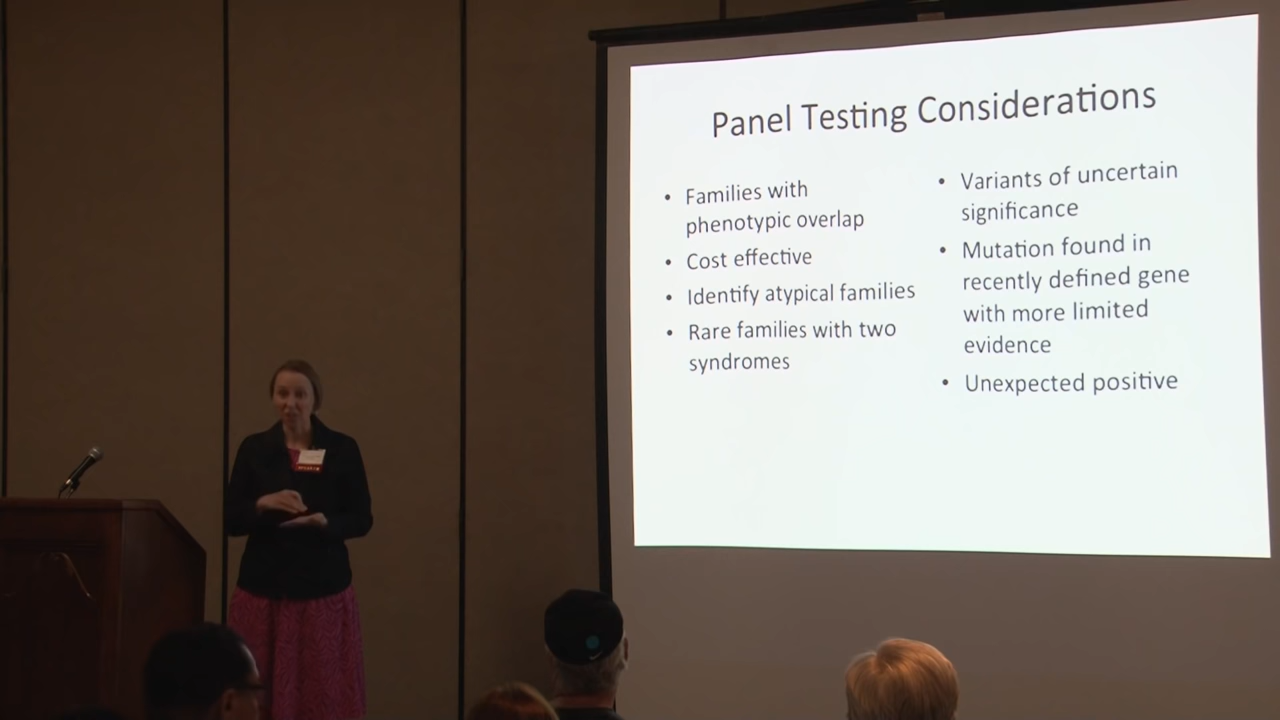 Panel Testing Considerations
• Families with
phenotypic overlap
• Cost effective
• Identify atypical families
• Rare families with two
syndromes
• Variants of uncertain
significance
• Mutation found in
recently defined gene
with more limited
evidence
• Unexpected positive